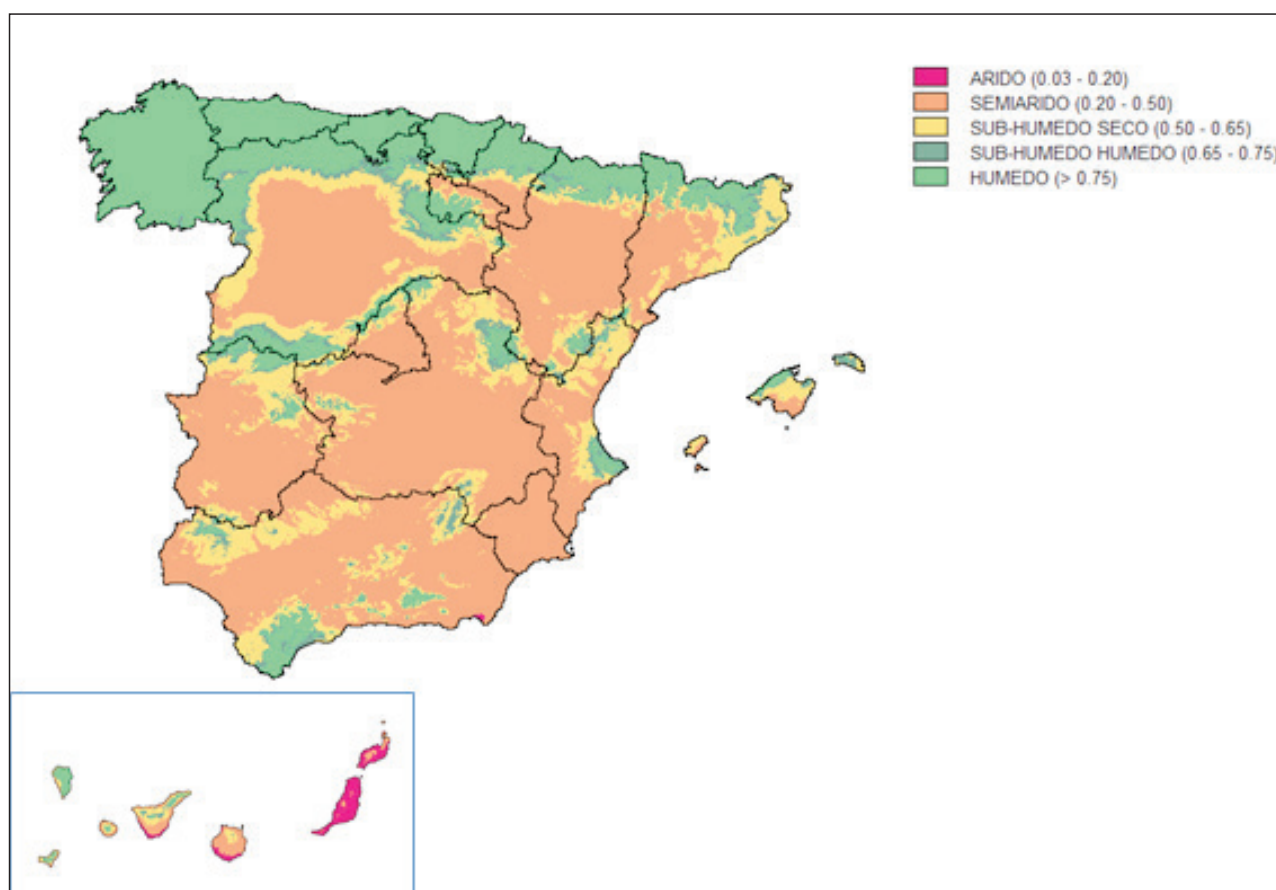 ARIDO (0.03 - 0.20)
SEMIARIDO (0.20 - 0.50)
SUB-HUMEDO SECO (0.50 - 0.65)
SUB-HUMEDO HUMEDO (0.65 - 0.75)
HUMEDO (> 0.75)